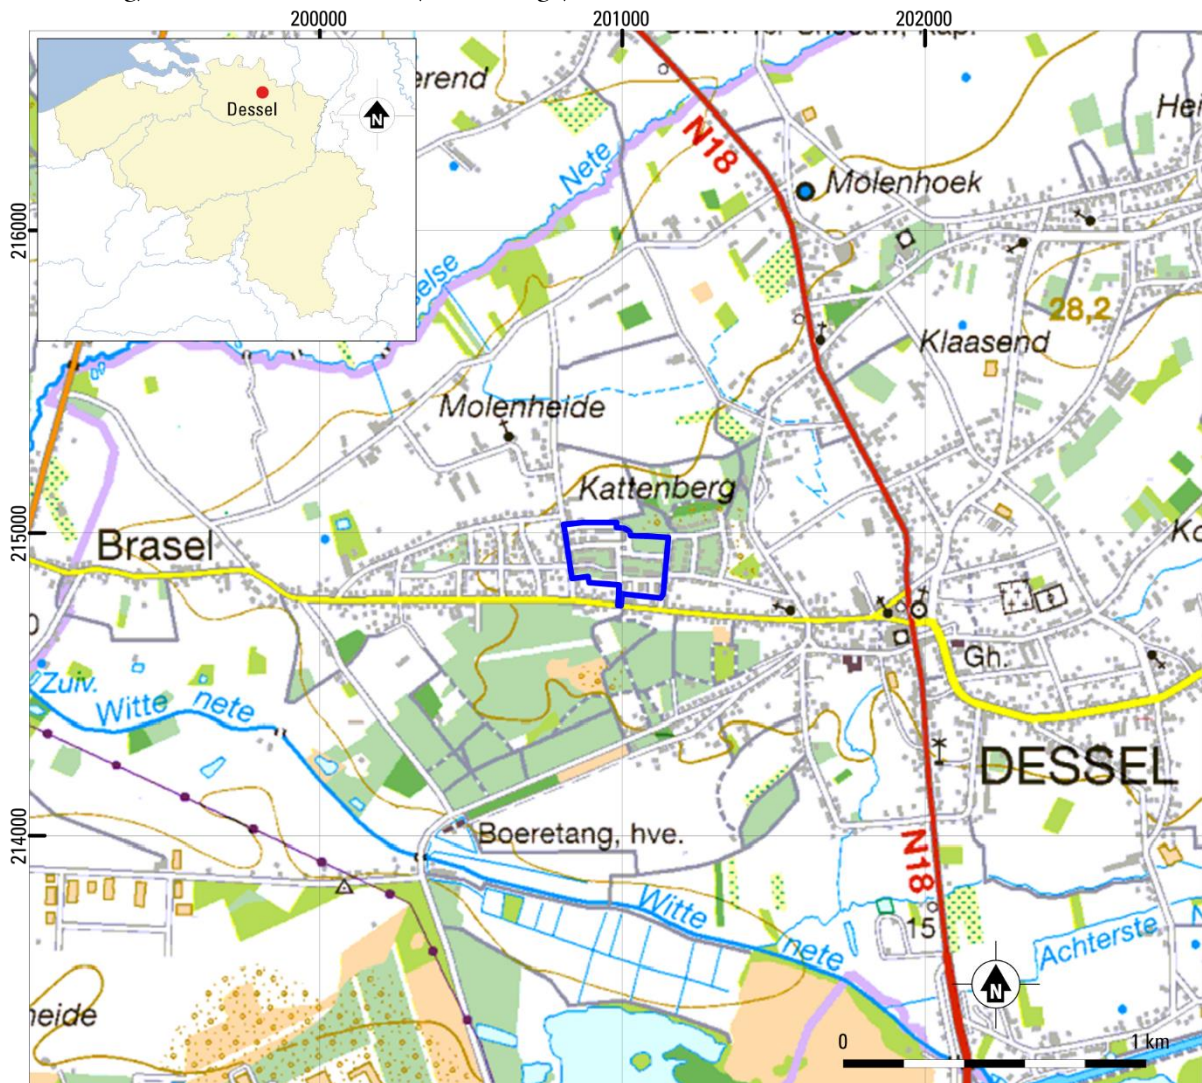 200000
201000
202000
Dessel
N
erend
Nete
N18
Molenhoek
Hei
216000
else
28,2
Klaasend
Molenheide
Kattenberg
215000
Brasel
Gh.
Zuiv.
Witte nete
DESSEL
214000
Boeretang, hve.
N18
Witte nete
15
Achterste
N
heide
0
1 km